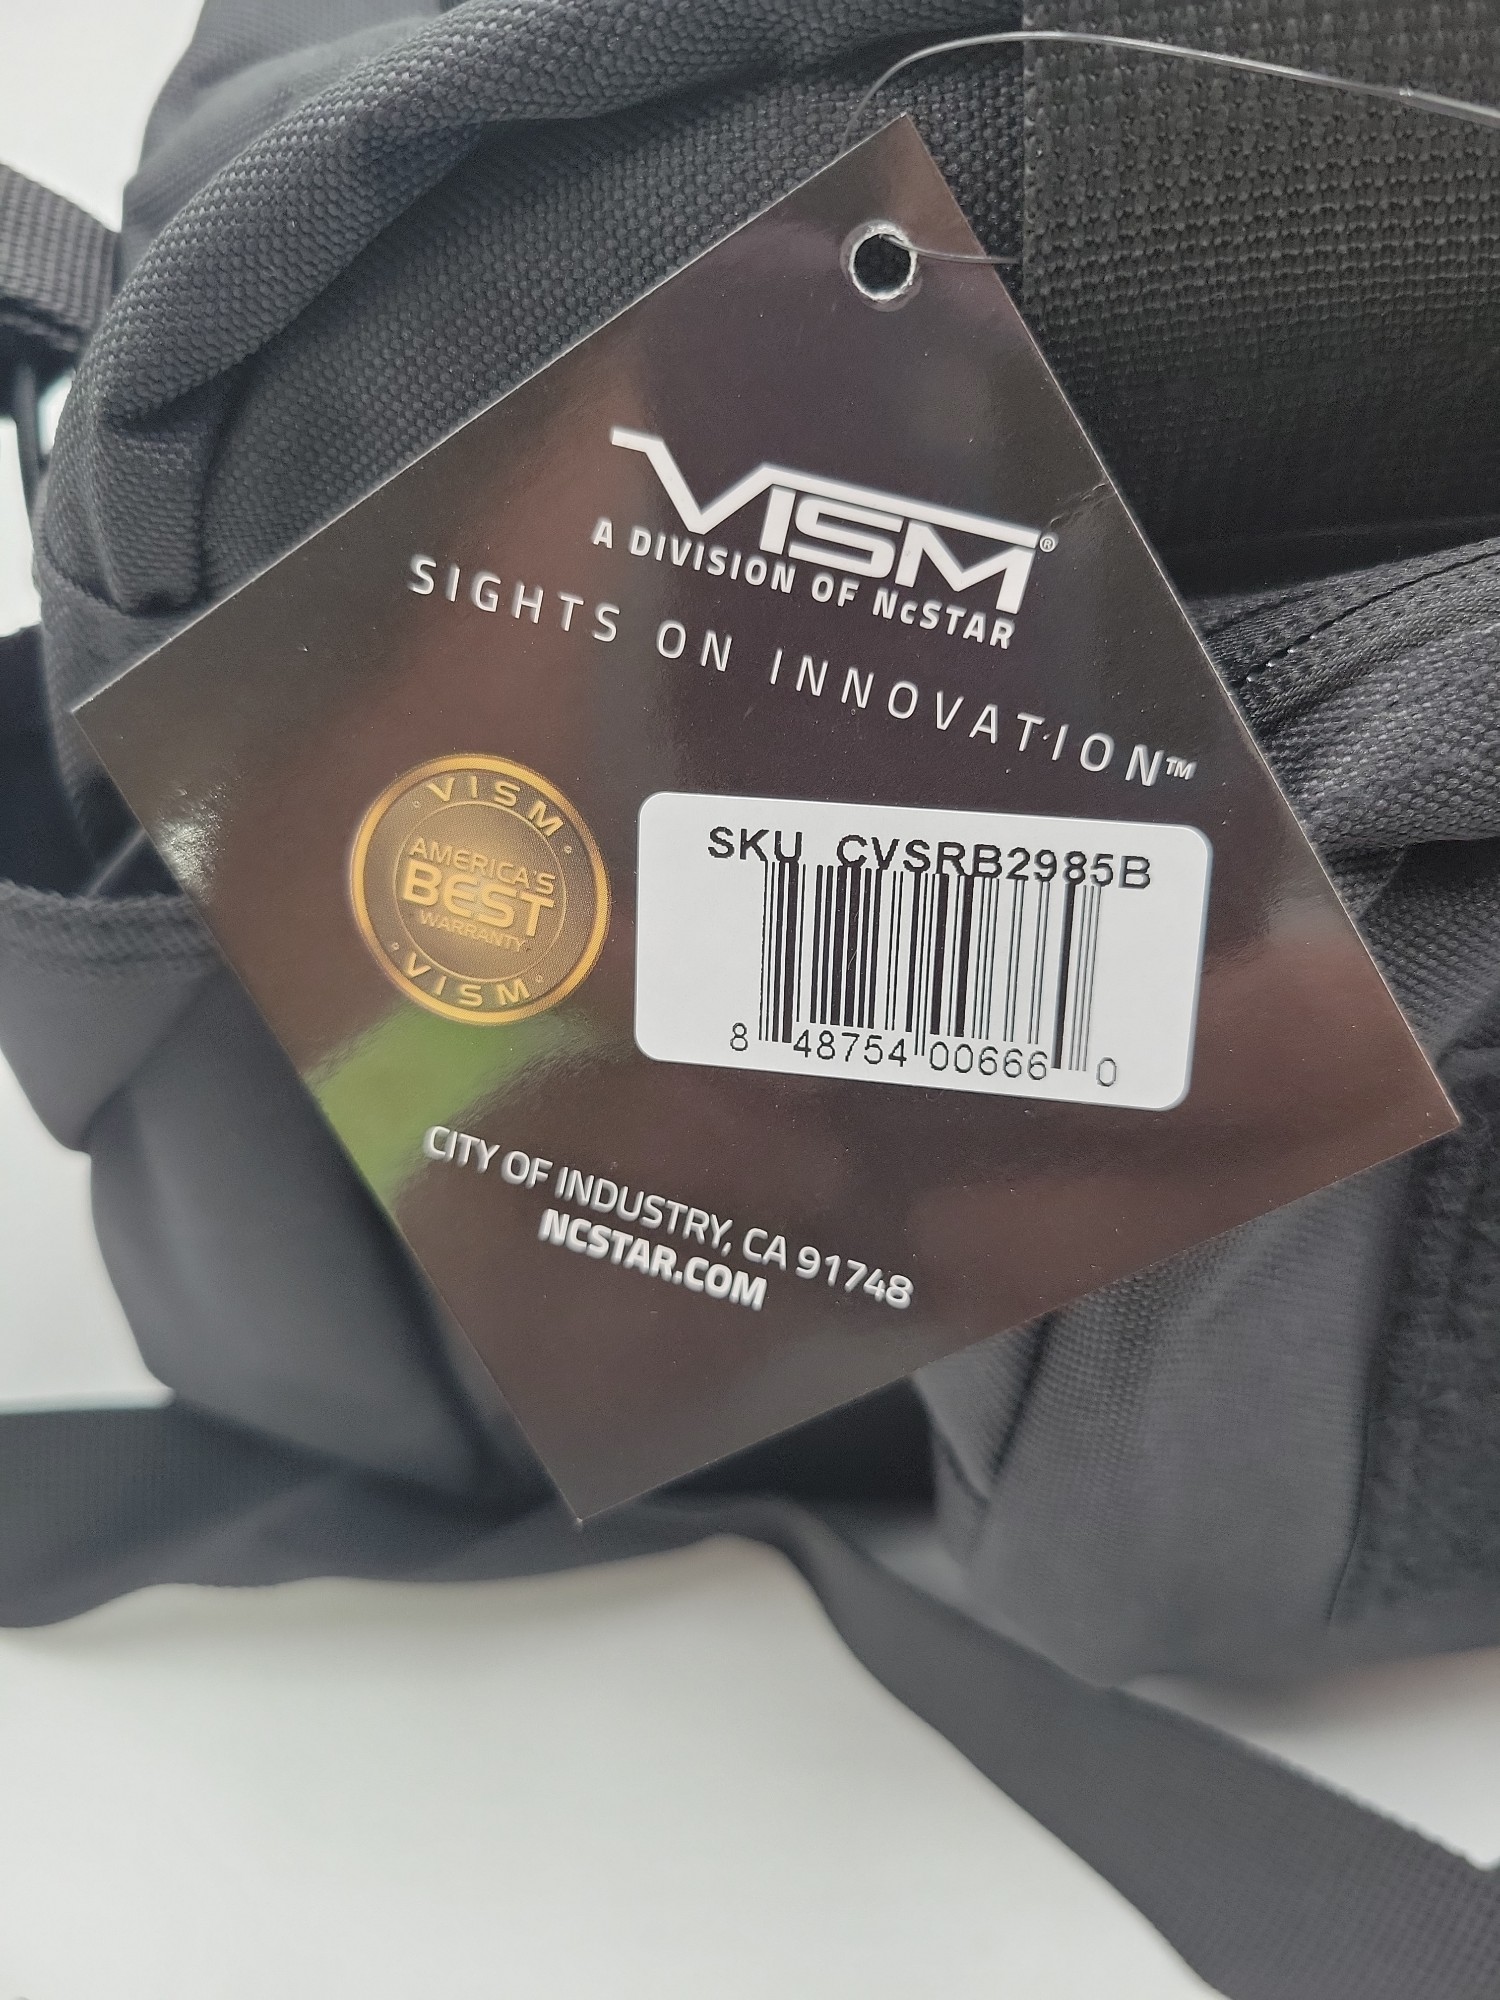 VISM®
A DIVISION OF NcSTAR
SIGHTS ON INNOVATION™
VISM
AMERICA'S
BEST
WARRANTY
VISM
SKU CVSRB2985B
8 48754 00666 0
CITY OF INDUSTRY, CA 91748
NCSTAR.COM